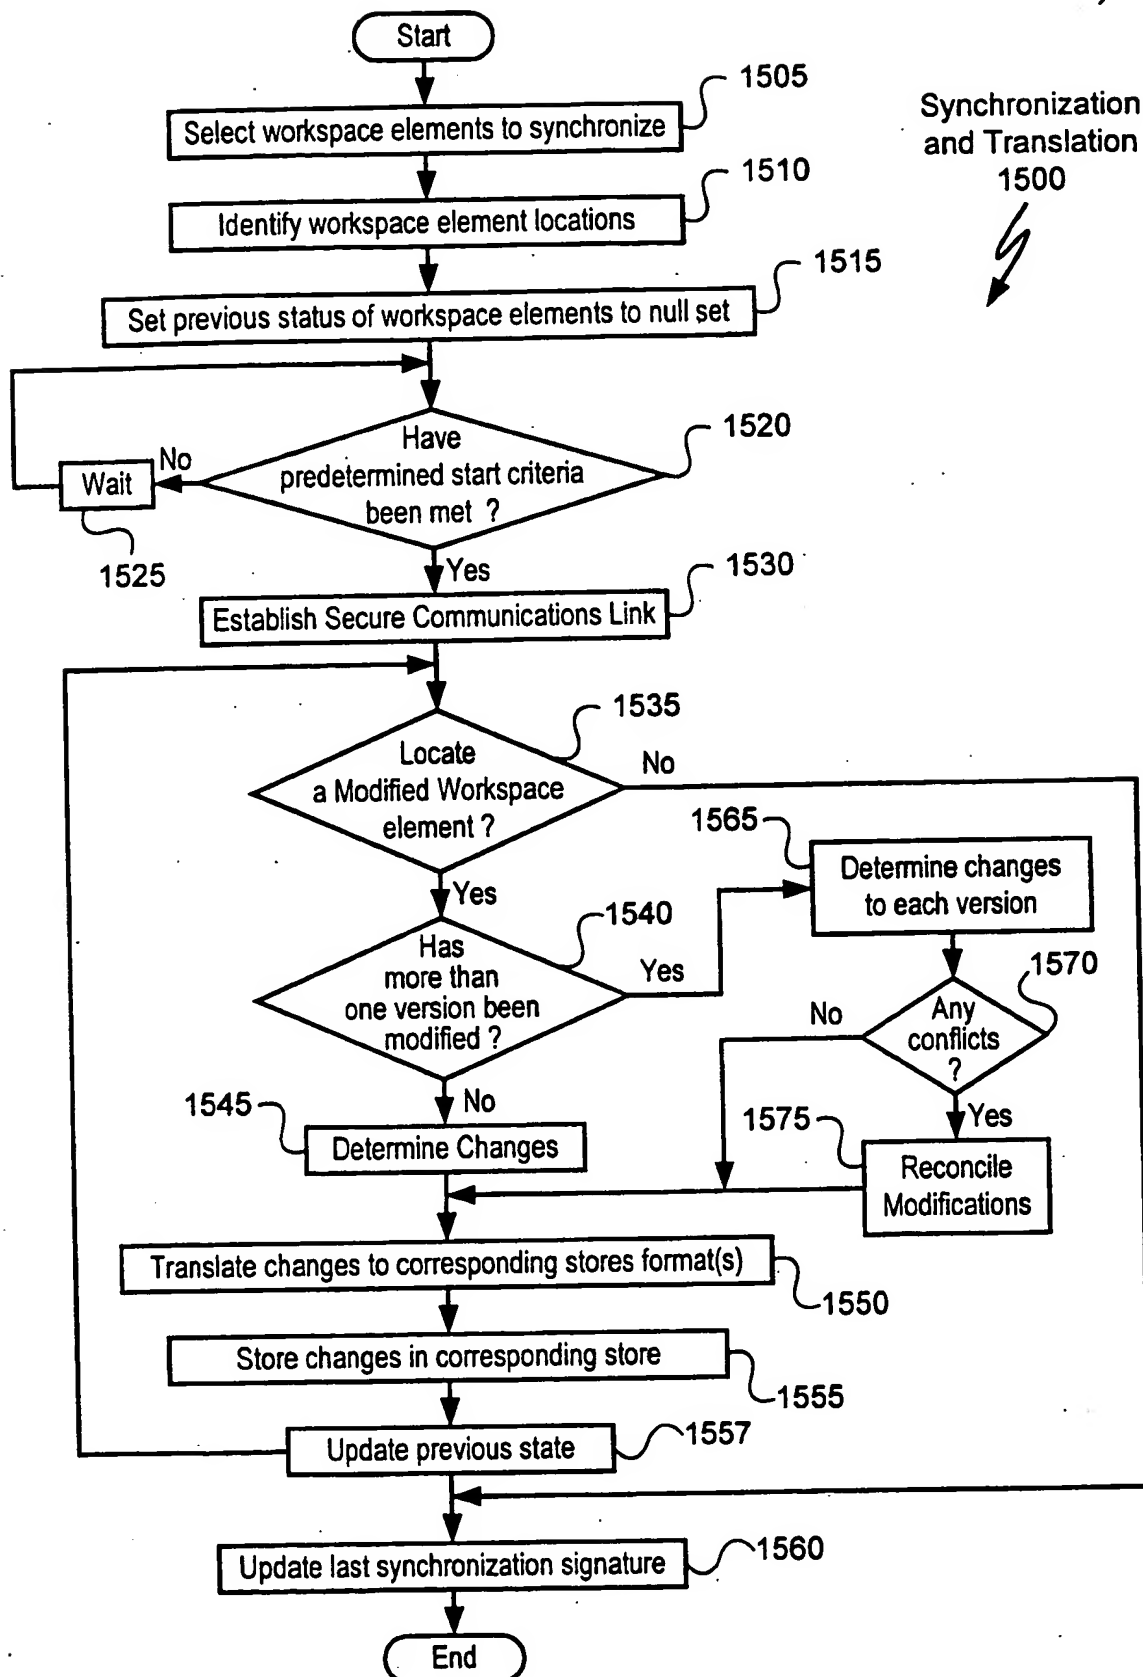 Start
1505
Select workspace elements to synchronize
Synchronization
and Translation
1500
1510
Identify workspace element locations
1515
Set previous status of workspace elements to null set
1520
Have
predetermined start criteria
been met ?
No
Wait
1525
Yes
1530
Establish Secure Communications Link
1535
Locate
a Modified Workspace
element ?
No
Yes
1565
Determine changes
to each version
1540
Has
more than
one version been
modified ?
Yes
1570
Any
conflicts
?
No
Yes
1575
Reconcile
Modifications
No
1545
Determine Changes
Translate changes to corresponding stores format(s)
1550
Store changes in corresponding store
1555
Update previous state
1557
Update last synchronization signature
1560
End